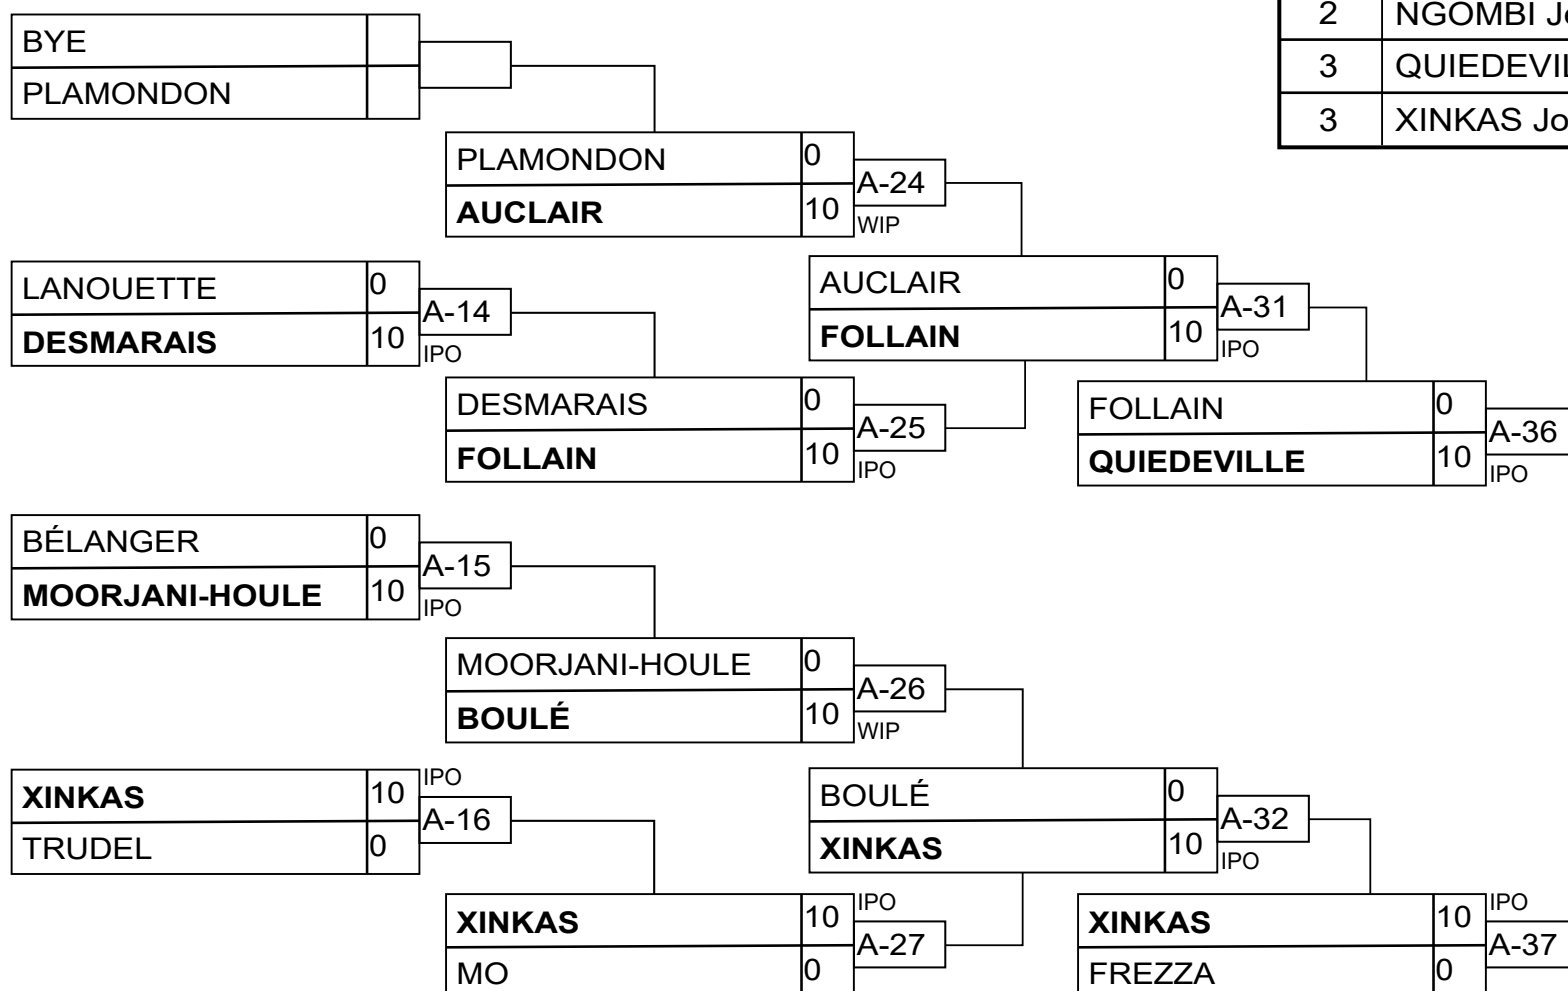 2
NGOMBI
3
3
XINKAS
BYE
PLAMONDON
PLAMONDON 0
AUCLAIR 10
A-24
WIP
LANOUETTE 0
DESMARAIS 10
A-14
IPO
AUCLAIR 0
FOLLAIN 10
A-31
IPO
DESMARAIS 0
FOLLAIN 10
A-25
IPO
FOLLAIN 0
QUIEDEVILLE 10
A-36
IPO
BÉLANGER 0
MOORJANI-HOULE 10
A-15
IPO
MOORJANI-HOULE 0
BOULÉ 10
A-26
WIP
XINKAS 10
TRUDEL 0
IPO
A-16
BOULÉ 0
XINKAS 10
A-32
IPO
XINKAS 10
MO 0
IPO
A-27
XINKAS 10
FREZZA 0
IPO
A-37